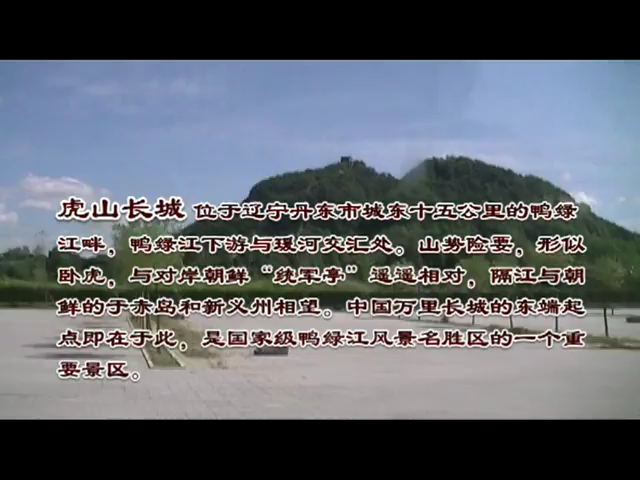 虎山长城 位于辽宁丹东市城东十五公里的鸭绿
江畔，鸭绿江下游与瑷河交汇处。山势险要，形似
卧虎，与对岸朝鲜“统军亭”遥遥相对，隔江与朝
鲜的于赤岛和新义州相望。中国万里长城的东端起
点即在于此，是国家级鸭绿江风景名胜区的一个重
要景区。